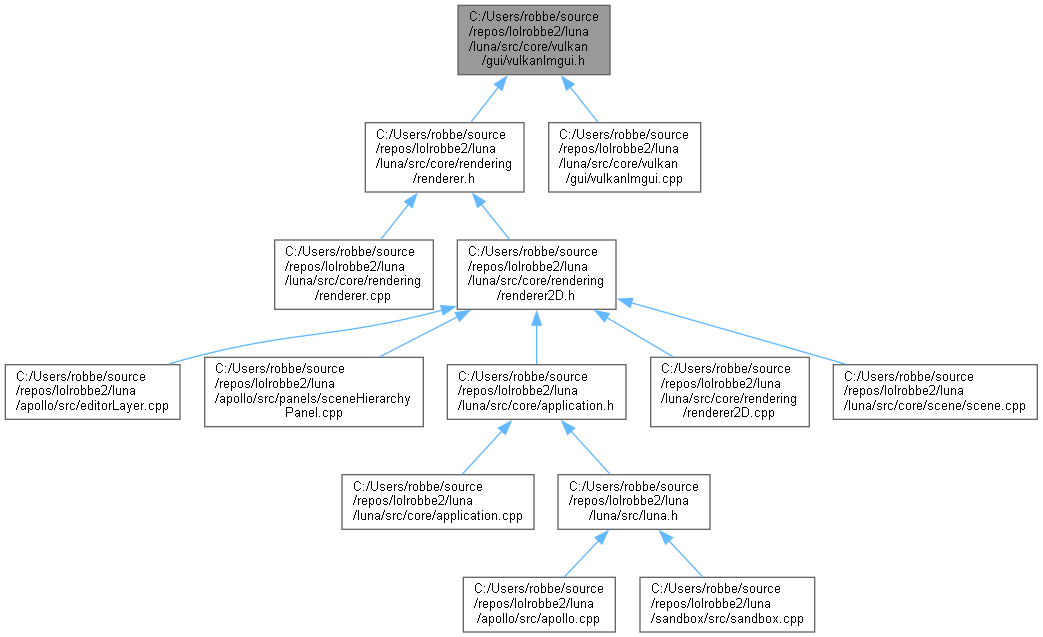 C:/Users/robbe/source
/repos/lolrobbe2/luna
/luna/src/core/vulkan
/gui/vulkanImgui.h
C:/Users/robbe/source
/repos/lolrobbe2/luna
/luna/src/core/rendering
/renderer.h
C:/Users/robbe/source
/repos/lolrobbe2/luna
/luna/src/core/vulkan
/gui/vulkanImgui.cpp
C:/Users/robbe/source
/repos/lolrobbe2/luna
/luna/src/core/rendering
/renderer.cpp
C:/Users/robbe/source
/repos/lolrobbe2/luna
/luna/src/core/rendering
/renderer2D.h
C:/Users/robbe/source
/repos/lolrobbe2/luna
/apollo/src/editorLayer.cpp
C:/Users/robbe/source
/repos/lolrobbe2/luna
/apollo/src/panels/sceneHierarchy
Panel.cpp
C:/Users/robbe/source
/repos/lolrobbe2/luna
/luna/src/core/application.h
C:/Users/robbe/source
/repos/lolrobbe2/luna
/luna/src/core/rendering
/renderer2D.cpp
C:/Users/robbe/source
/repos/lolrobbe2/luna
/luna/src/core/scene/scene.cpp
C:/Users/robbe/source
/repos/lolrobbe2/luna
/luna/src/core/application.cpp
C:/Users/robbe/source
/repos/lolrobbe2/luna
/luna/src/luna.h
C:/Users/robbe/source
/repos/lolrobbe2/luna
/apollo/src/apollo.cpp
C:/Users/robbe/source
/repos/lolrobbe2/luna
/sandbox/src/sandbox.cpp